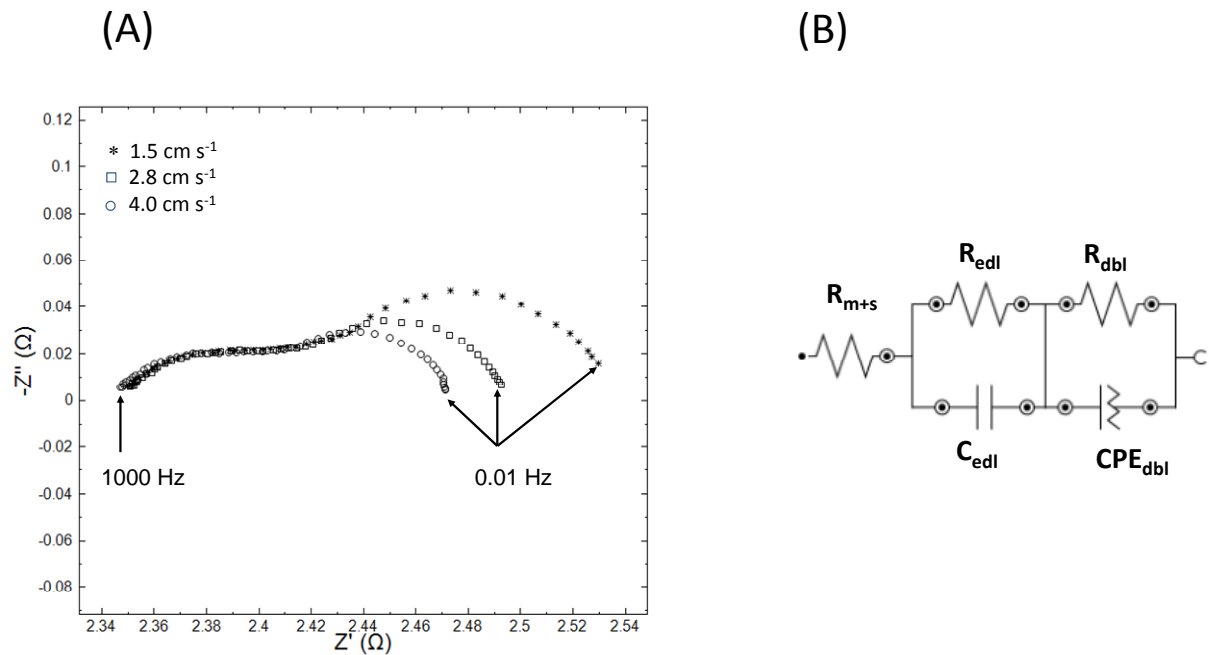 (A)
(B)
0.12
0.1
0.08
0.06
0.04
0.02
0
-0.02
-0.04
-0.06
-0.08
-Z'' (Ω)
* 1.5 cm s⁻¹
□ 2.8 cm s⁻¹
○ 4.0 cm s⁻¹
1000 Hz
0.01 Hz
2.34 2.36 2.38 2.4 2.42 2.44 2.46 2.48 2.5 2.52 2.54
Z' (Ω)
Rm+s
Redl
Rdbl
Cedl
CPEdbl